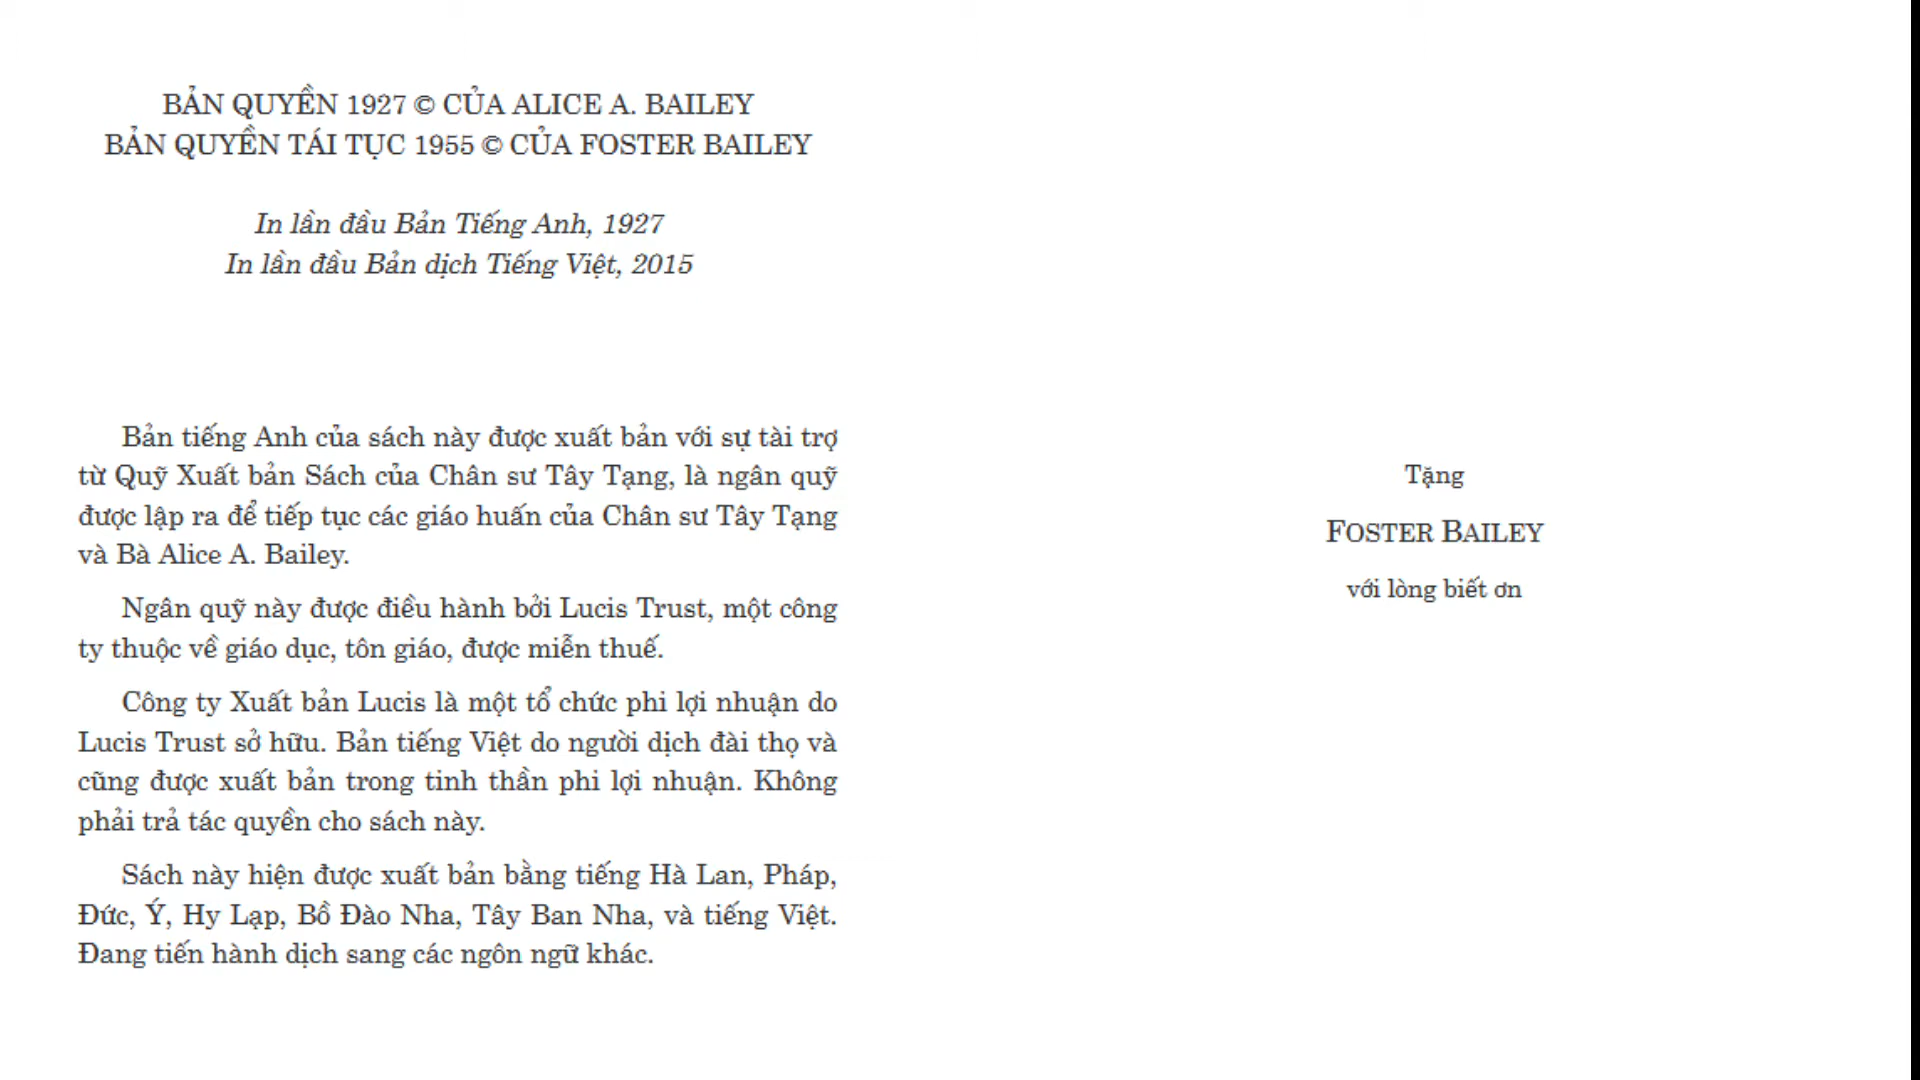 BẢN QUYỀN 1927 © CỦA ALICE A. BAILEY
BẢN QUYỀN TÁI TỤC 1955 © CỦA FOSTER BAILEY
In lần đầu Bản Tiếng Anh, 1927
In lần đầu Bản dịch Tiếng Việt, 2015
Bản tiếng Anh của sách này được xuất bản với sự tài trợ
từ Quỹ Xuất bản Sách của Chân sư Tây Tạng, là ngân quỹ
được lập ra để tiếp tục các giáo huấn của Chân sư Tây Tạng
và Bà Alice A. Bailey.
Ngân quỹ này được điều hành bởi Lucis Trust, một công
ty thuộc về giáo dục, tôn giáo, được miễn thuế.
Công ty Xuất bản Lucis là một tổ chức phi lợi nhuận do
Lucis Trust sở hữu. Bản tiếng Việt do người dịch đài thọ và
cũng được xuất bản trong tinh thần phi lợi nhuận. Không
phải trả tác quyền cho sách này.
Sách này hiện được xuất bản bằng tiếng Hà Lan, Pháp,
Đức, Ý, Hy Lạp, Bồ Đào Nha, Tây Ban Nha, và tiếng Việt.
Đang tiến hành dịch sang các ngôn ngữ khác.
Tặng
FOSTER BAILEY
với lòng biết ơn